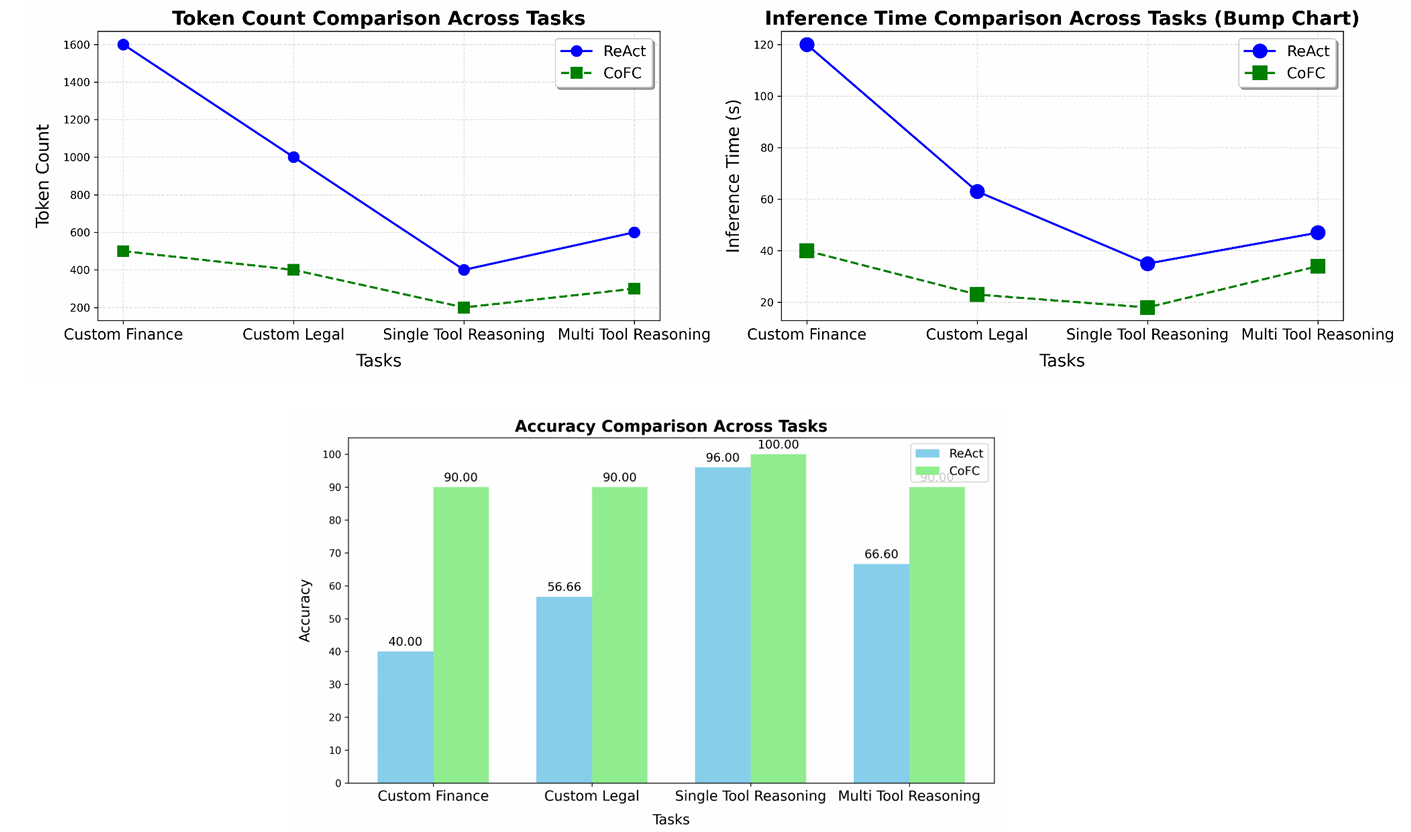 Token Count Comparison Across Tasks
1600
1400
1200
1000
800
600
400
200
Token Count
ReAct
CoFC
Custom Finance
Custom Legal
Single Tool Reasoning
Multi Tool Reasoning
Tasks
Inference Time Comparison Across Tasks (Bump Chart)
120
100
80
60
40
20
Inference Time (s)
ReAct
CoFC
Custom Finance
Custom Legal
Single Tool Reasoning
Multi Tool Reasoning
Tasks
Accuracy Comparison Across Tasks
100
90
80
70
60
50
40
30
20
10
0
Accuracy
40.00
90.00
56.66
90.00
96.00
100.00
66.60
90.00
ReAct
CoFC
Custom Finance
Custom Legal
Single Tool Reasoning
Multi Tool Reasoning
Tasks